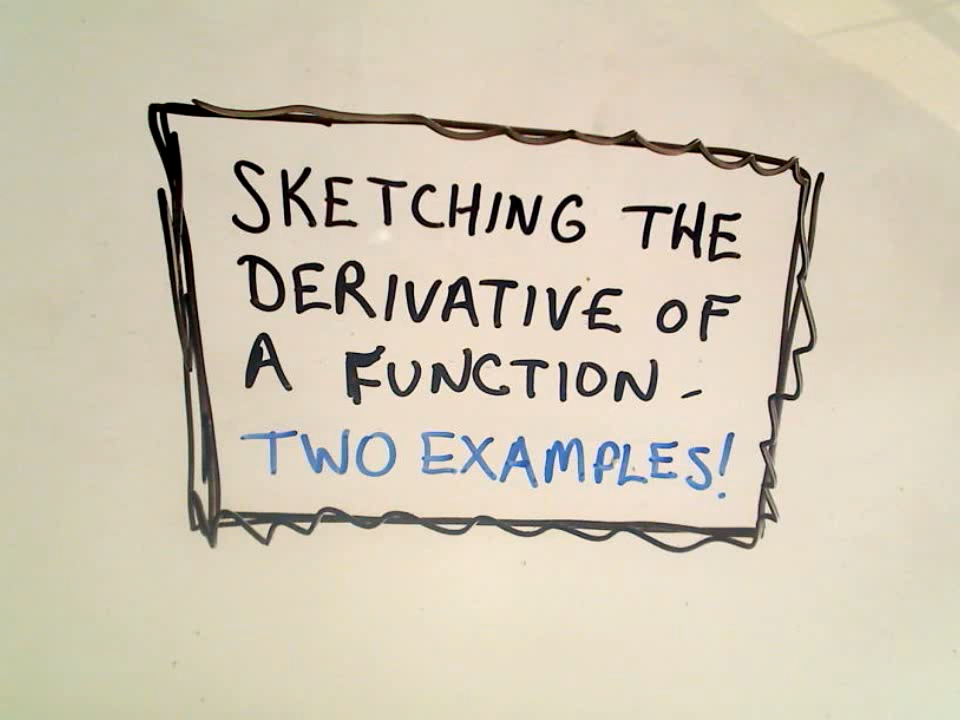 SKETCHING THE
DERIVATIVE OF
A FUNCTION -
TWO EXAMPLES!